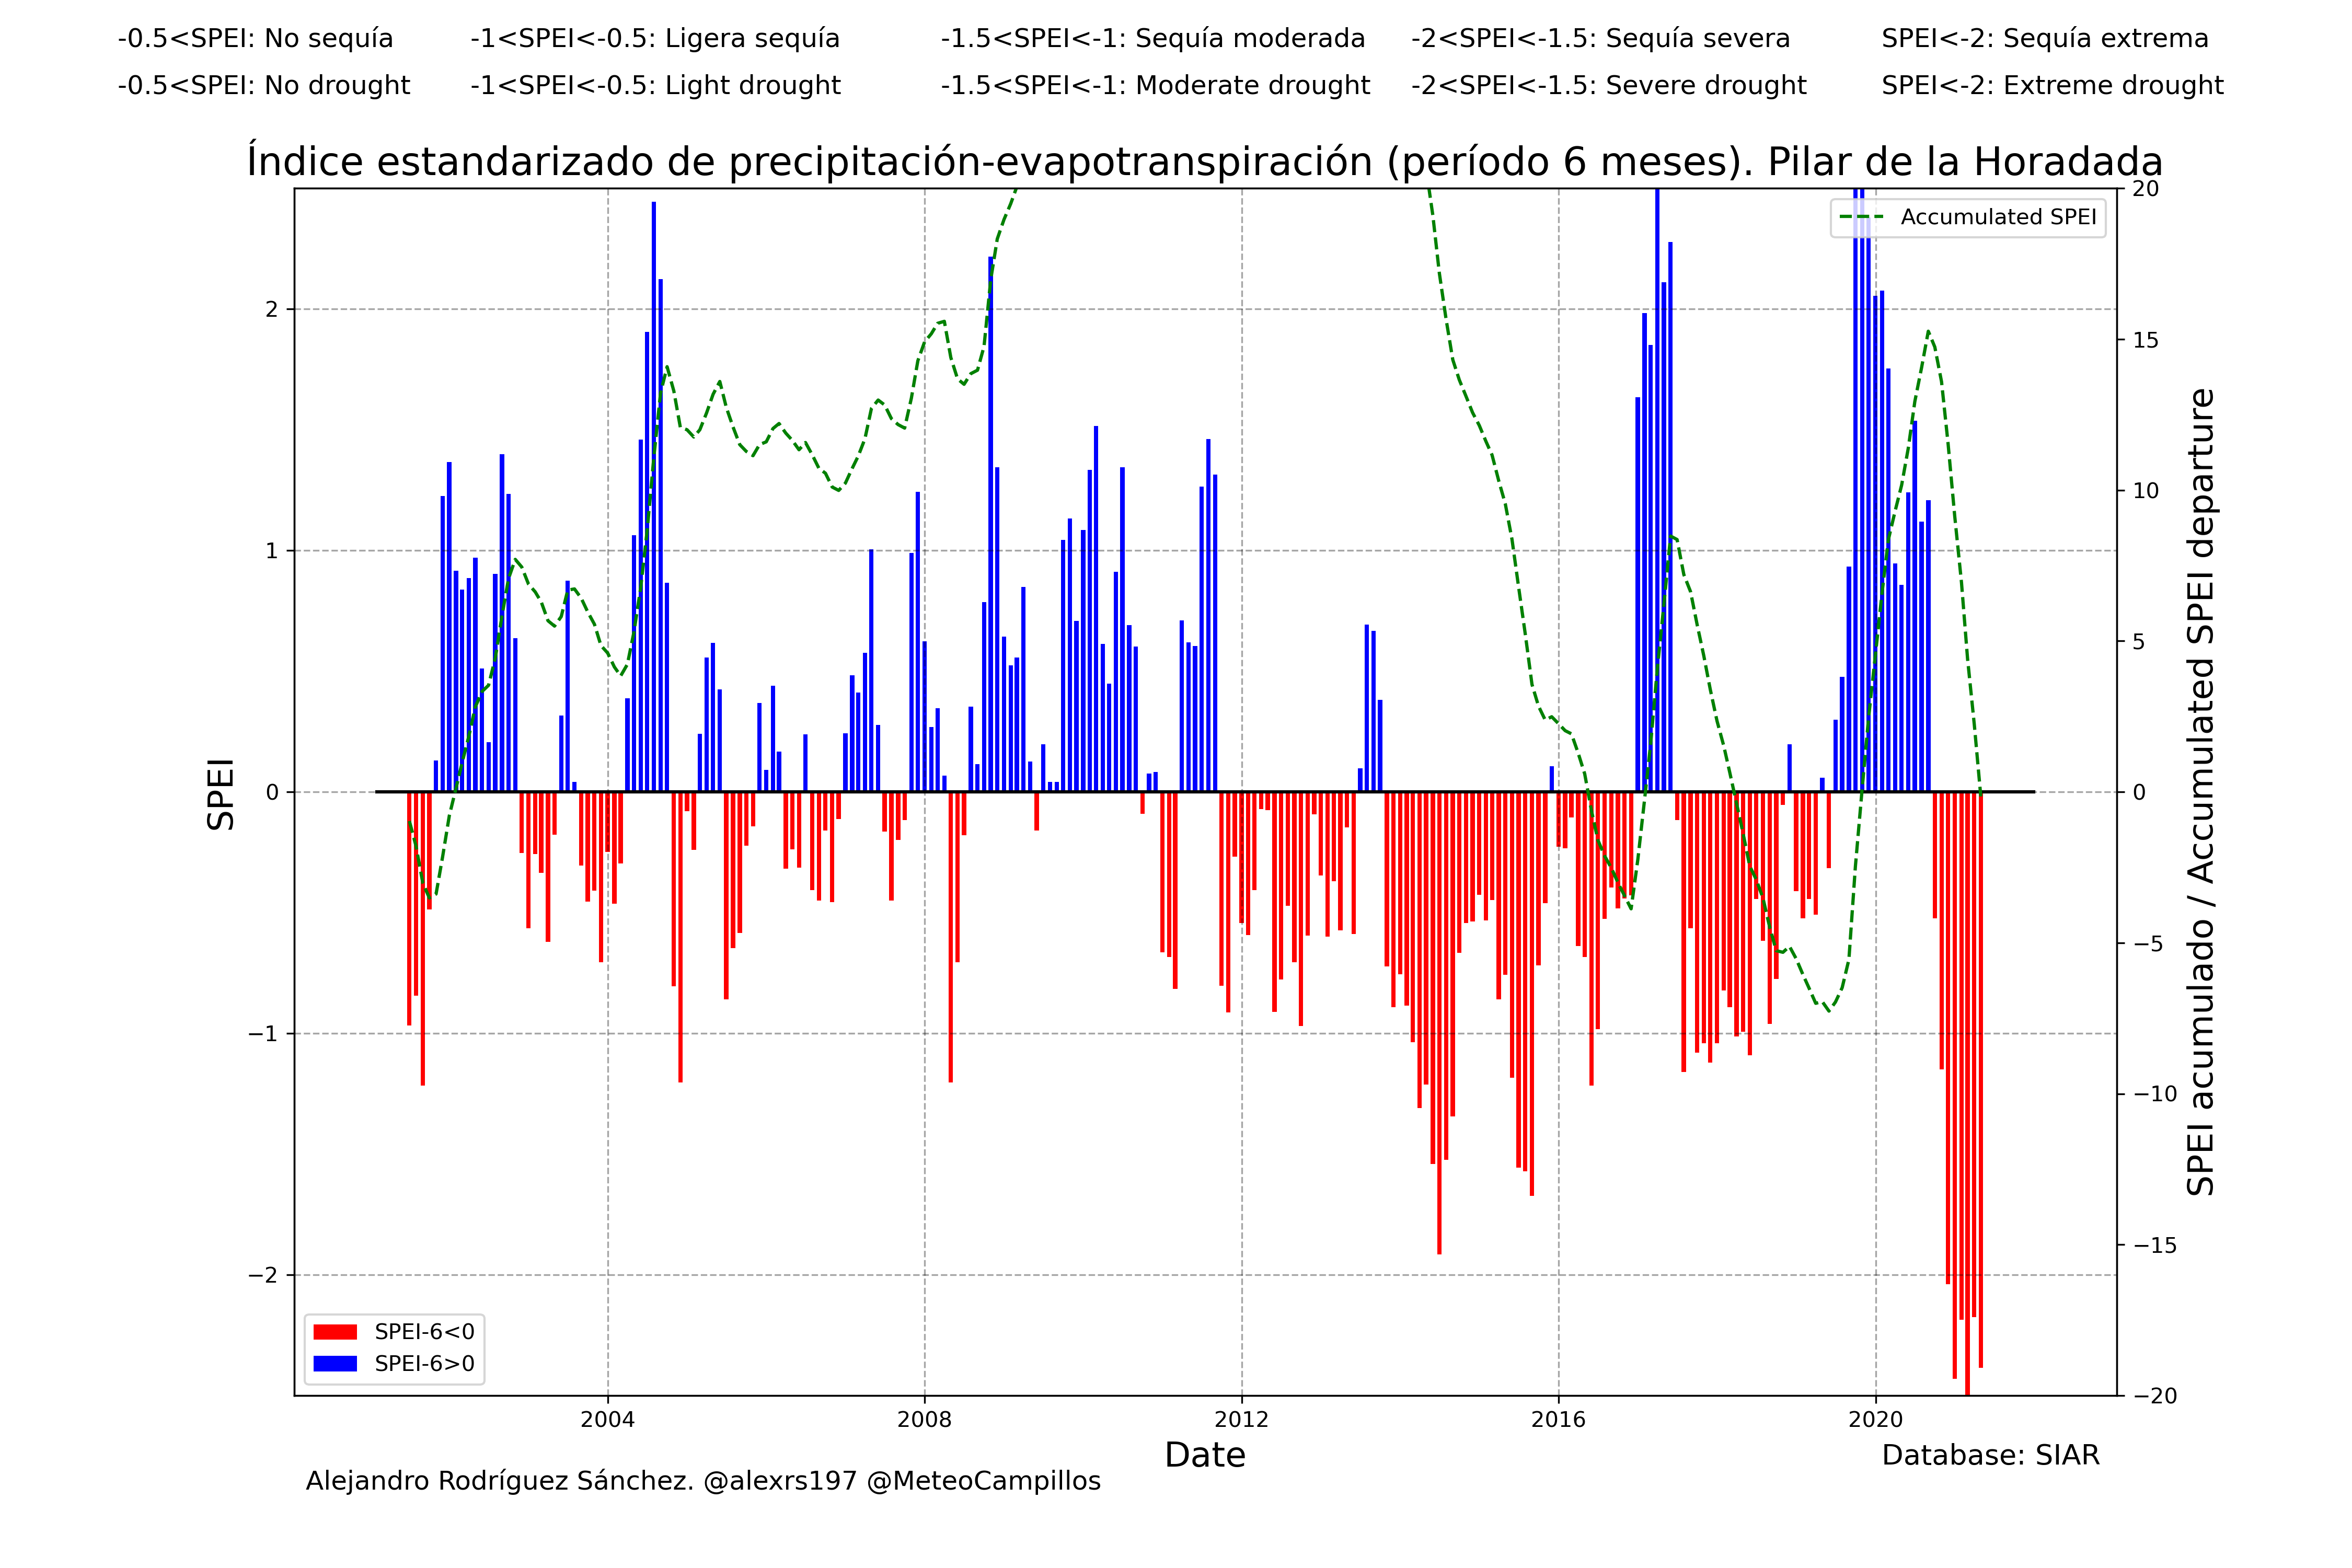 -0.5<SPEI: No sequía -1<SPEI<-0.5: Ligera sequía -1.5<SPEI<-1: Sequía moderada -2<SPEI<-1.5: Sequía severa SPEI<-2: Sequía extrema
-0.5<SPEI: No drought -1<SPEI<-0.5: Light drought -1.5<SPEI<-1: Moderate drought -2<SPEI<-1.5: Severe drought SPEI<-2: Extreme drought
Índice estandarizado de precipitación-evapotranspiración (período 6 meses). Pilar de la Horadada
Accumulated SPEI
SPEI
2
1
0
−1
−2
20
15
10
5
0
−5
−10
−15
−20
SPEI acumulado / Accumulated SPEI departure
SPEI-6<0
SPEI-6>0
2004 2008 2012 2016 2020
Date
Database: SIAR
Alejandro Rodríguez Sánchez. @alexrs197 @MeteoCampillos